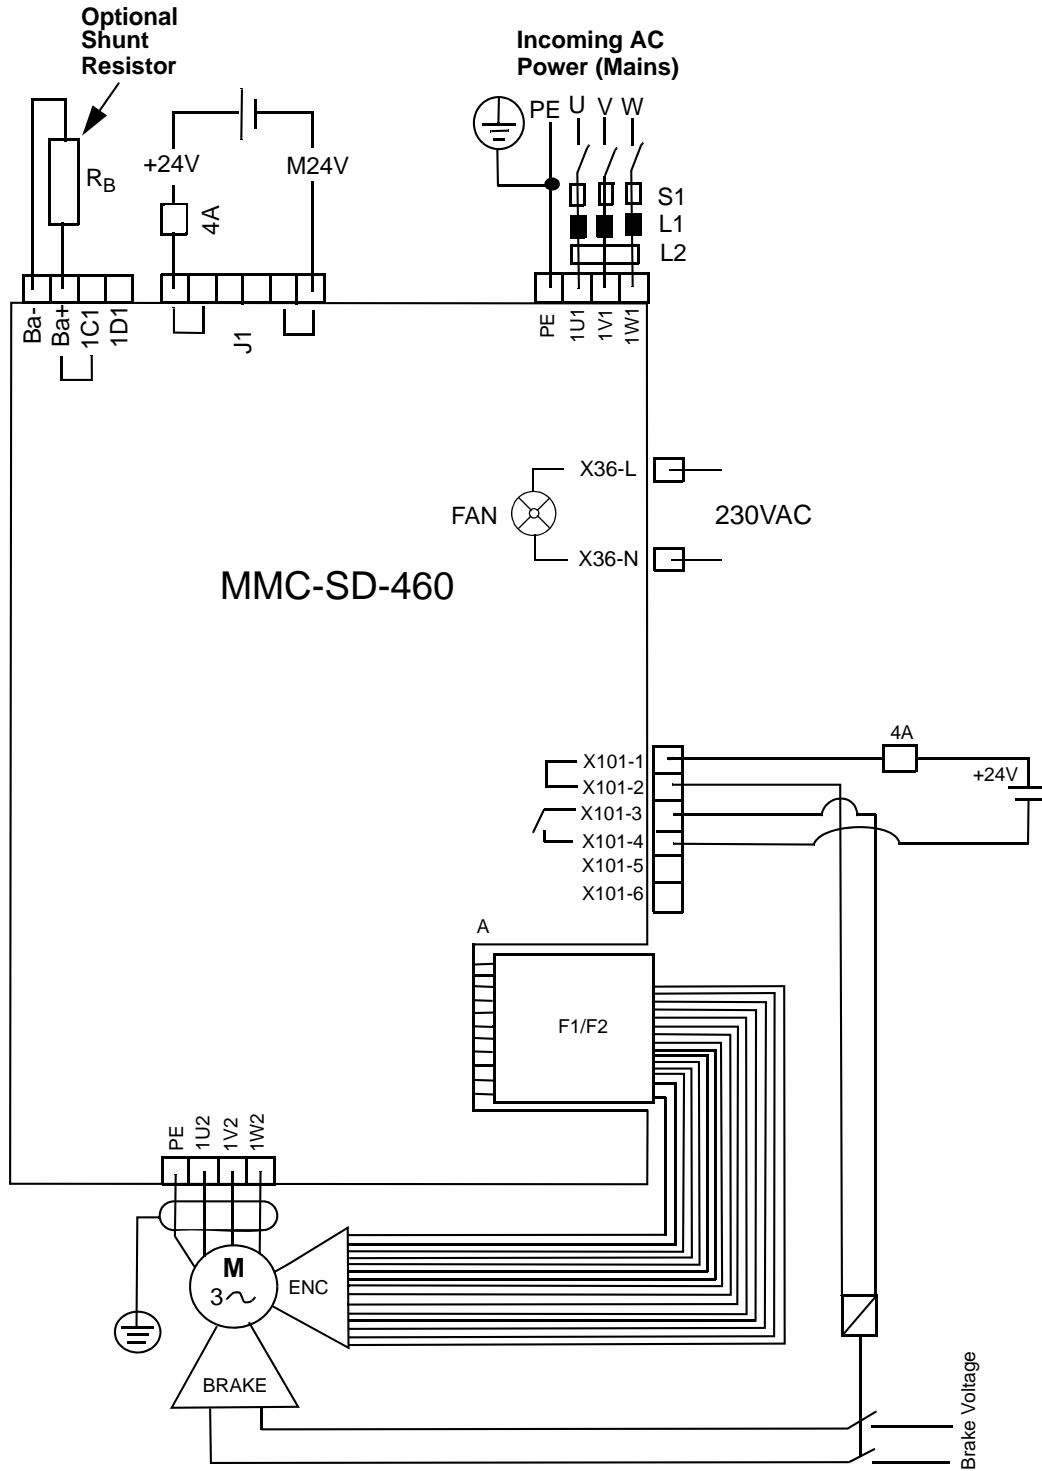 Optional
Shunt
Resistor
Incoming AC
Power (Mains)
PE U V W
+24V
M24V
R_B
4A
S1
L1
L2
Ba-
Ba+
1C1
1D1
J1
PE
1U1
1V1
1W1
X36-L
FAN
230VAC
X36-N
MMC-SD-460
4A
+24V
X101-1
X101-2
X101-3
X101-4
X101-5
X101-6
A
F1/F2
PE
1U2
1V2
1W2
M
3
ENC
BRAKE
Brake Voltage